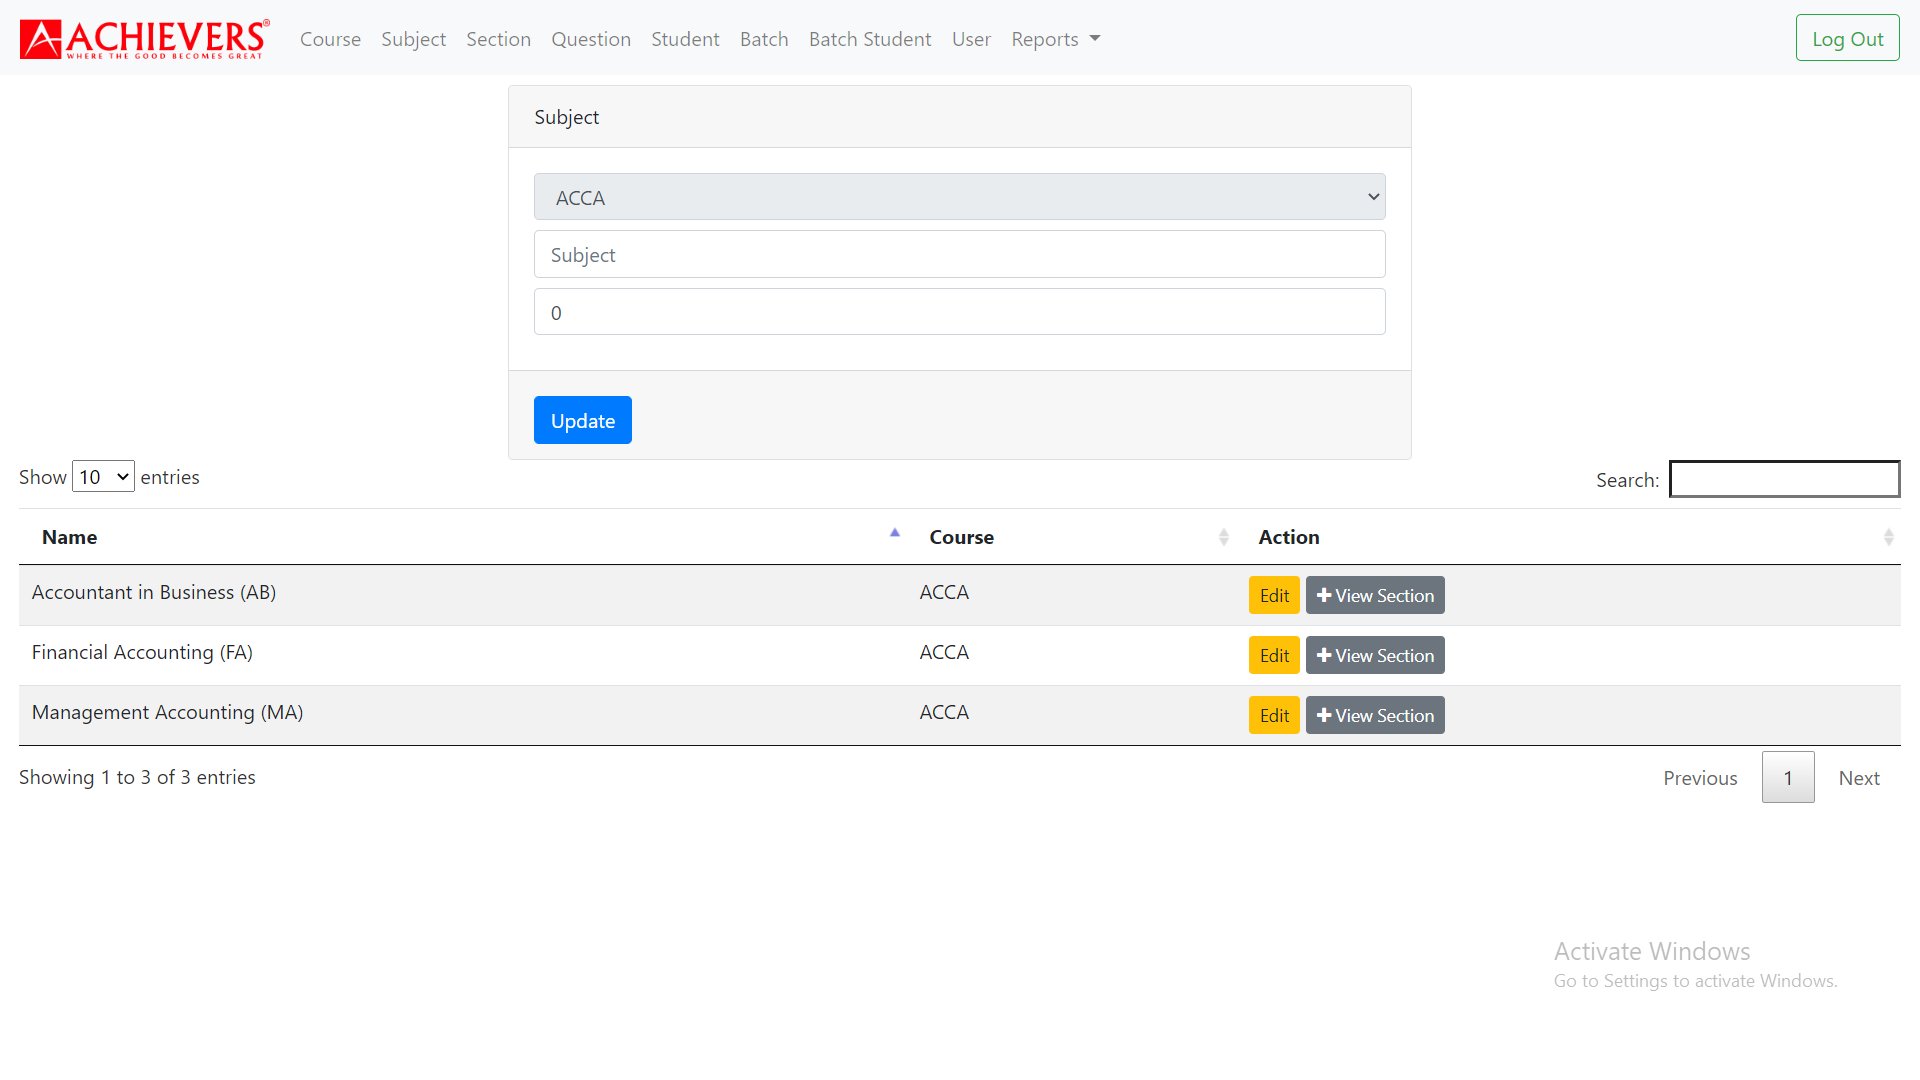 ACHIEVERS®
WHERE THE GOOD BECOMES GREAT
Course Subject Section Question Student Batch Batch Student User Reports
Log Out
Subject
ACCA
Subject
0
Update
Show 10 entries
Search:
Name Course Action
Accountant in Business (AB) ACCA Edit View Section
Financial Accounting (FA) ACCA Edit View Section
Management Accounting (MA) ACCA Edit View Section
Showing 1 to 3 of 3 entries
Previous 1 Next
Activate Windows
Go to Settings to activate Windows.